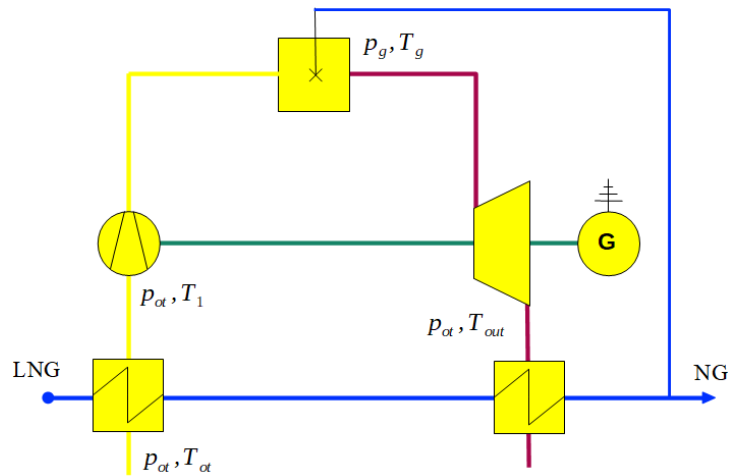 p_g, T_g
G
p_ot, T_1
p_ot, T_out
LNG
NG
p_ot, T_ot